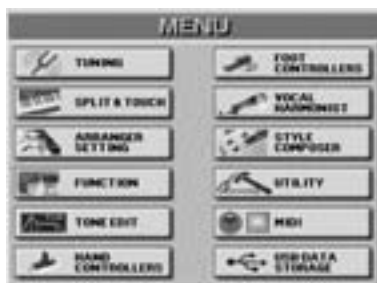 MENU
TUNING
SPLIT & TOUCH
ARRANGER
SETTING
FUNCTION
TONE EDIT
HAND
CONTROLLERS
FOOT
CONTROLLERS
VOCAL
HARMONIST
STYLE
COMPOSER
UTILITY
MIDI
USB DATA
STORAGE